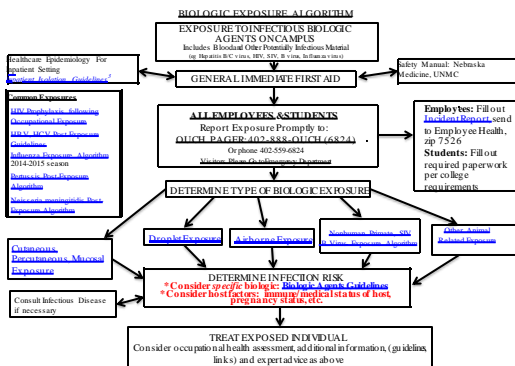 BIOLOGIC EXPOSURE ALGORITHM
EXPOSURE TO INFECTIOUS BIOLOGIC
AGENTS ON CAMPUS
Includes Blood and Other Potentially Infectious Material
(eg Hepatitis B/C virus, HIV, SIV, B virus, Influenza virus)
Healthcare Epidemiology For
Inpatient Setting
Inpatient Isolation Guidelines
GENERAL IMMEDIATE FIRST AID
Safety Manual: Nebraska
Medicine, UNMC
Common Exposures
HIV Prophylaxis following
Occupational Exposure
HBV, HCV Post Exposure
Guidelines
Influenza Exposure Algorithm
2014-2015 season
Pertussis Post Exposure
Algorithm
Neisseria meningitidis Post
Exposure Algorithm
ALL EMPLOYEES & STUDENTS
Report Exposure Promptly to:
OUCH PAGER: 402-888-OUCH (6824)
Or phone 402-559-6824
Visitors: Please Go to Emergency Department
Employees: Fill out
Incident Report, send
to Employee Health,
zip 7526
Students: Fill out
required paperwork
per college
requirements
DETERMINE TYPE OF BIOLOGIC EXPOSURE
Cutaneous,
Percutaneous, Mucosal
Exposure
Droplet Exposure
Airborne Exposure
Nonhuman Primate, SIV
B Virus Exposure Algorithm
Other Animal
Related Exposure
DETERMINE INFECTION RISK
*Consider specific biologic: Biologic Agents Guidelines
*Consider host factors: immune/medical status of host,
pregnancy status, etc.
Consult Infectious Disease
if necessary
TREAT EXPOSED INDIVIDUAL
Consider occupational health assessment, additional information, (guideline,
links) and expert advice as above